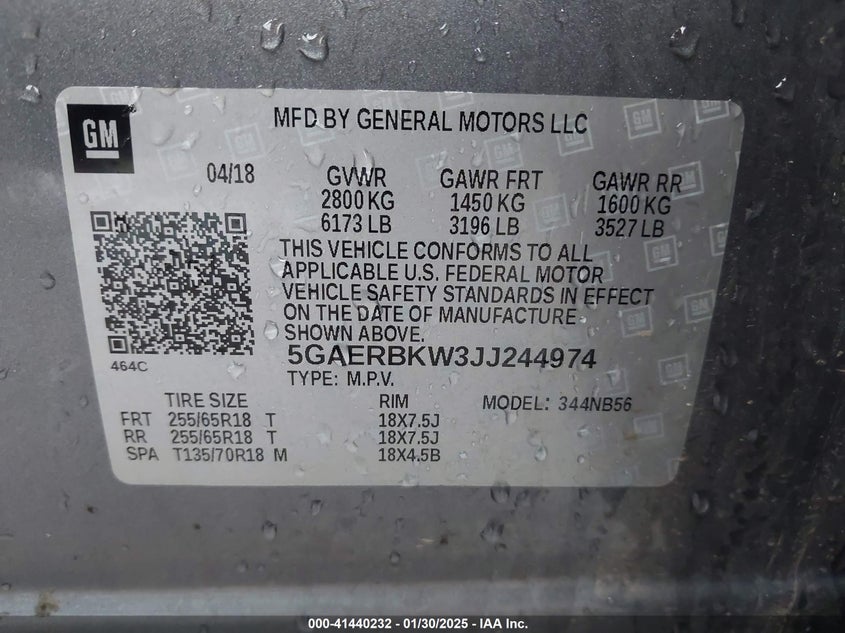 GM
MFD BY GENERAL MOTORS LLC
04/18 GVWR GAWR FRT GAWR RR
2800 KG 1450 KG 1600 KG
6173 LB 3196 LB 3527 LB
THIS VEHICLE CONFORMS TO ALL
APPLICABLE U.S. FEDERAL MOTOR
VEHICLE SAFETY STANDARDS IN EFFECT
ON THE DATE OF MANUFACTURE
SHOWN ABOVE.
5GAERBKW3JJ244974
464C
TYPE: M.P.V.
TIRE SIZE RIM MODEL: 344NB56
FRT 255/65R18 T 18X7.5J
RR 255/65R18 T 18X7.5J
SPA T135/70R18 M 18X4.5B
000-41440232 - 01/30/2025 - IAA Inc.